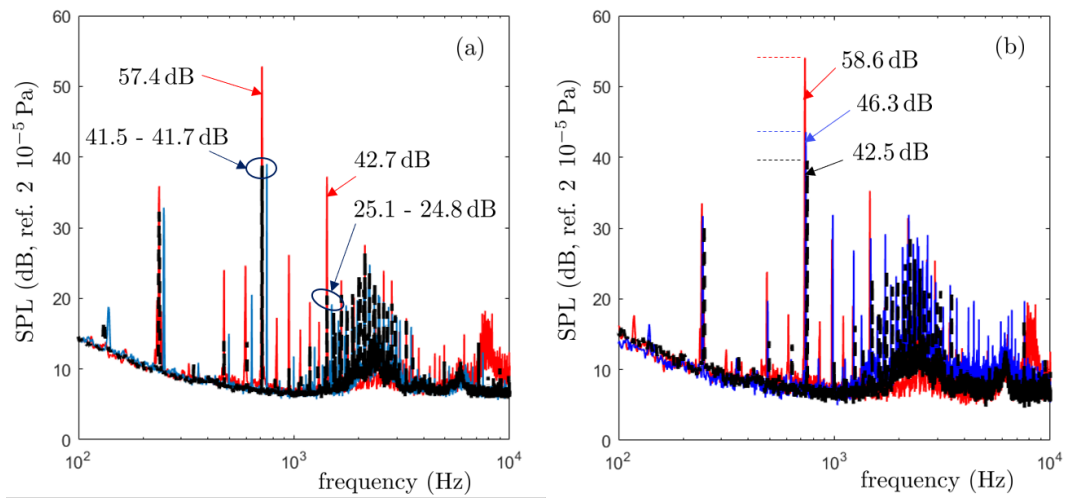 (a)
60
50
40
30
20
10
0
SPL (dB, ref. 2 10⁻⁵ Pa)
57.4 dB
41.5 - 41.7 dB
42.7 dB
25.1 - 24.8 dB
10² 10³ 10⁴
frequency (Hz)
(b)
60
50
40
30
20
10
0
SPL (dB, ref. 2 10⁻⁵ Pa)
58.6 dB
46.3 dB
42.5 dB
10² 10³ 10⁴
frequency (Hz)